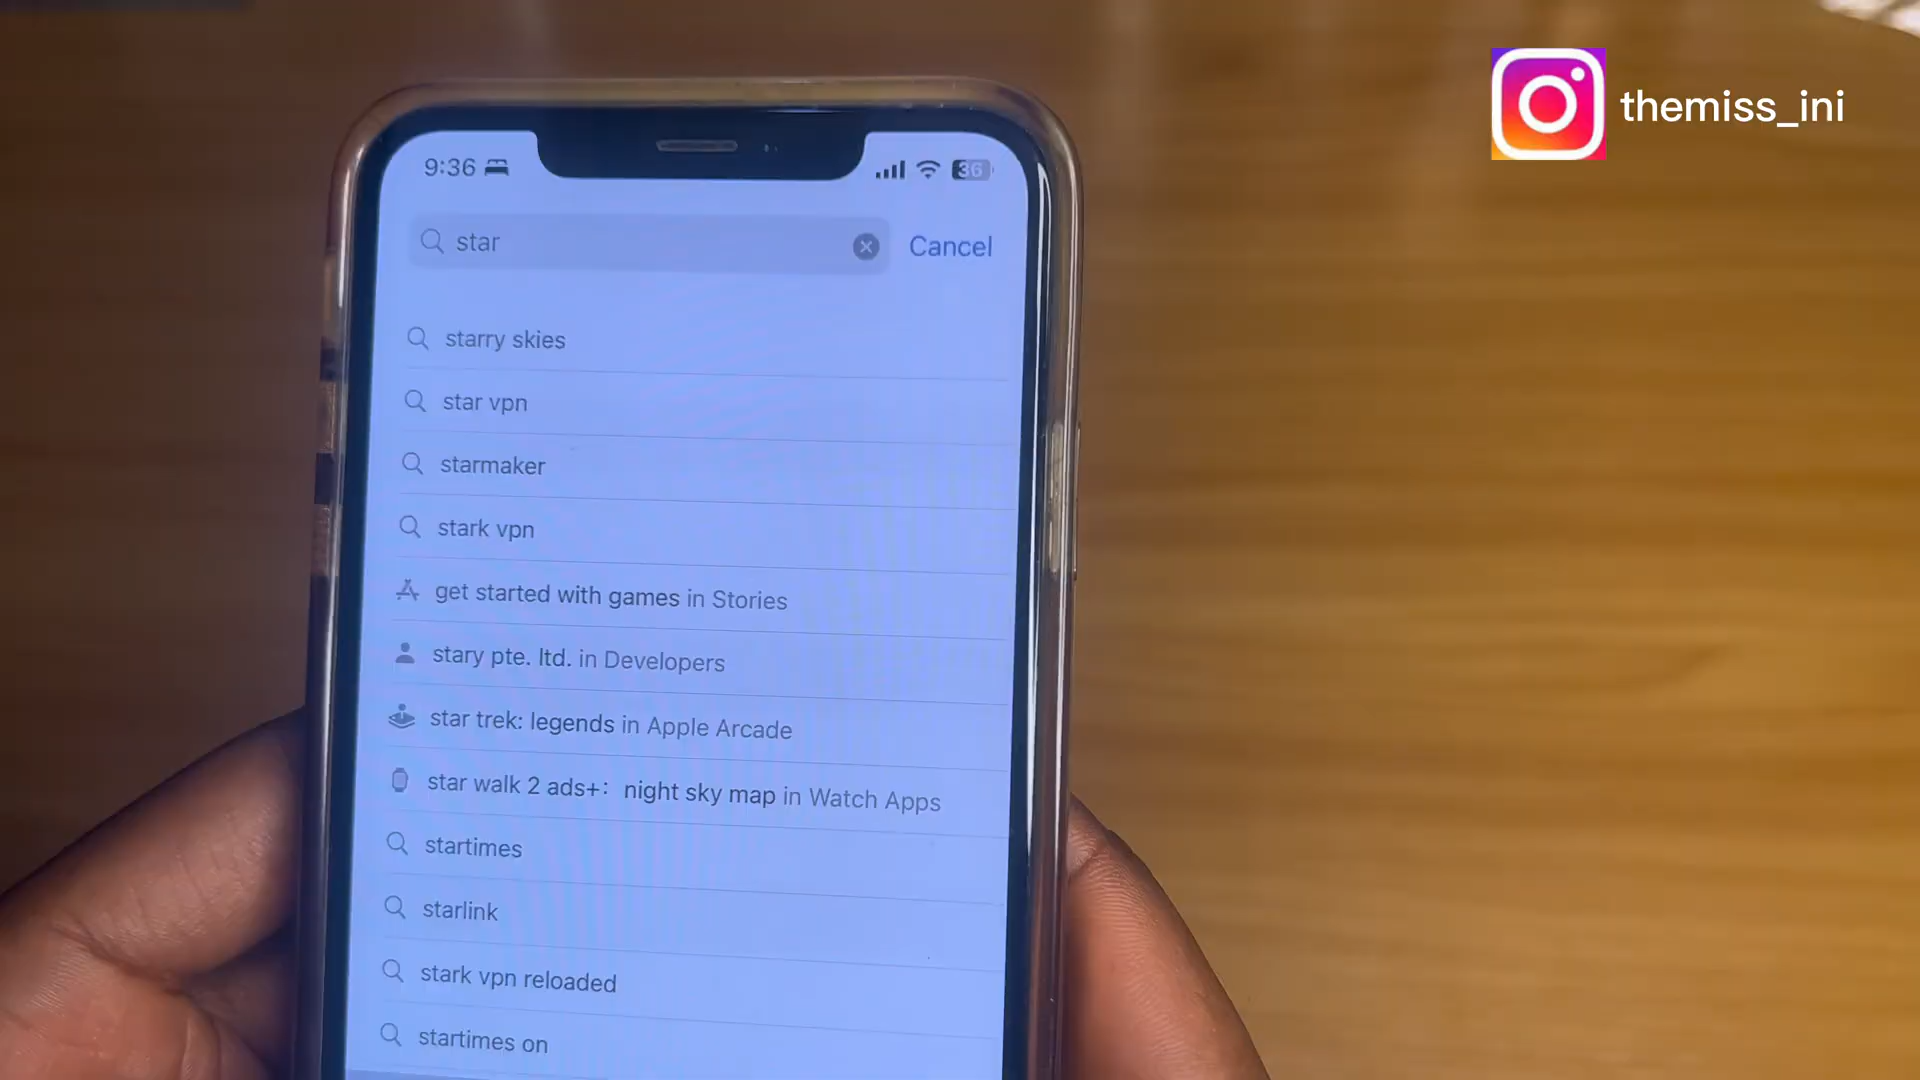 themiss_ini
9:36
36
star
Cancel
starry skies
star vpn
starmaker
stark vpn
get started with games in Stories
stary pte. ltd. in Developers
star trek: legends in Apple Arcade
star walk 2 ads+: night sky map in Watch Apps
startimes
starlink
stark vpn reloaded
startimes on